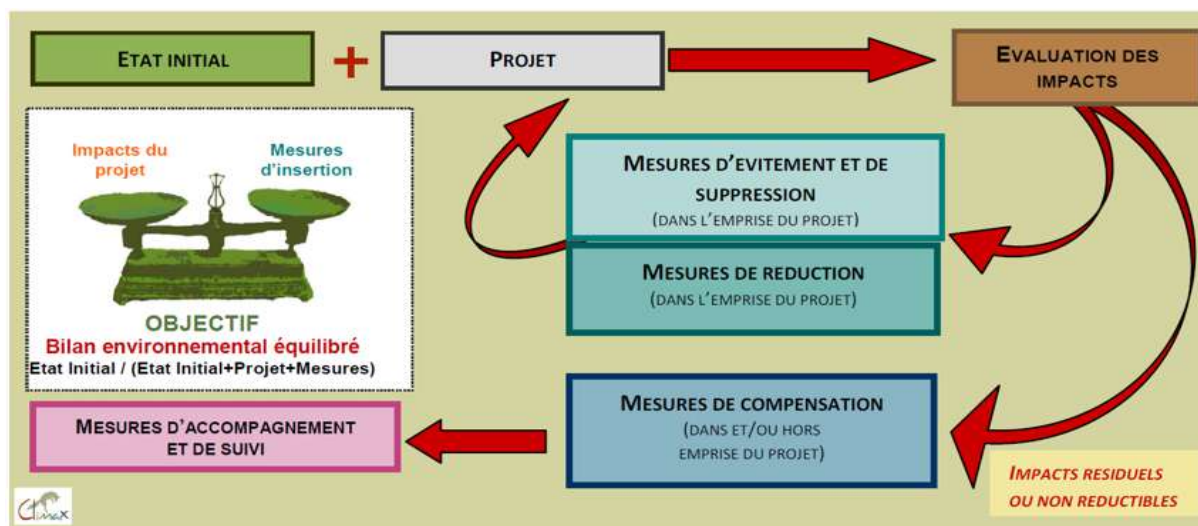 ETAT INITIAL
+
PROJET
EVALUATION DES
IMPACTS
Impacts du
projet
Mesures
d'insertion
OBJECTIF
Bilan environnemental équilibré
Etat Initial / (Etat Initial+Projet+Mesures)
MESURES D'EVITEMENT ET DE
SUPPRESSION
(DANS L'EMPRISE DU PROJET)
MESURES DE REDUCTION
(DANS L'EMPRISE DU PROJET)
MESURES DE COMPENSATION
(DANS ET/OU HORS
EMPRISE DU PROJET)
MESURES D'ACCOMPAGNEMENT
ET DE SUIVI
IMPACTS RESIDUELS
OU NON REDUCTIBLES